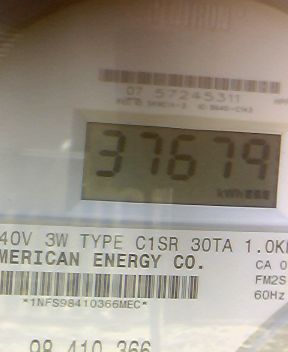 07 57245311
37679
kWh
40V 3W TYPE C1SR 30TA 1.0K
MERICAN ENERGY CO.
CA 0
FM2S
*1NFS98410366MEC*
60Hz
98 410 366